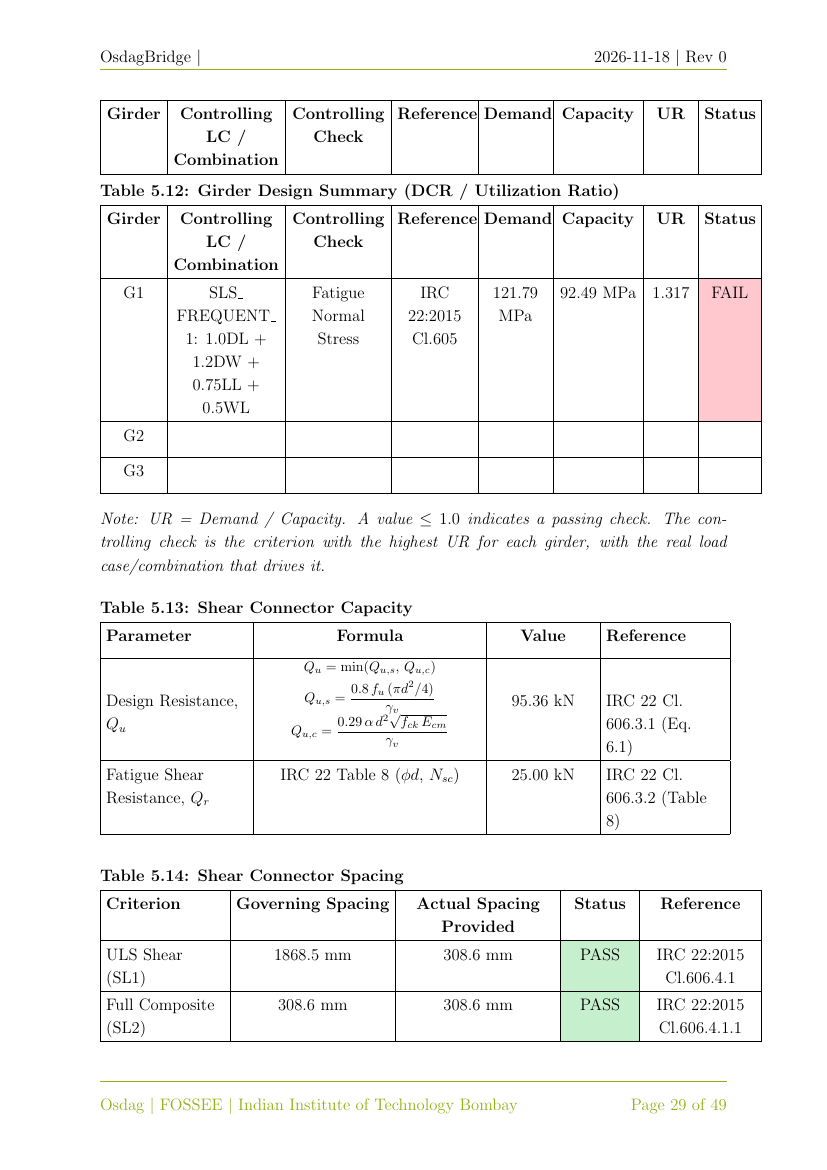 OsdagBridge | 2026-11-18 | Rev 0
Girder Controlling Controlling Reference Demand Capacity UR Status
LC / Check
Combination
Table 5.12: Girder Design Summary (DCR / Utilization Ratio)
Girder Controlling Controlling Reference Demand Capacity UR Status
LC / Check
Combination
G1 SLS_ Fatigue IRC 121.79 92.49 MPa 1.317 FAIL
FREQUENT_ Normal 22:2015 MPa
1: 1.0DL + Stress Cl.605
1.2DW +
0.75LL +
0.5WL
G2
G3
Note: UR = Demand / Capacity. A value ≤ 1.0 indicates a passing check. The con-
trolling check is the criterion with the highest UR for each girder, with the real load
case/combination that drives it.
Table 5.13: Shear Connector Capacity
Parameter Formula Value Reference
Design Resistance,
Q_u
Q_u = min(Q_{u,s}, Q_{u,c})
Q_{u,s} = 0.8 f_u (πd²/4) / γ_v
Q_{u,c} = 0.29 α d² √(f_{ck} E_{cm}) / γ_v
95.36 kN
IRC 22 Cl.
606.3.1 (Eq.
6.1)
Fatigue Shear IRC 22 Table 8 (ϕd, N_{sc}) 25.00 kN IRC 22 Cl.
Resistance, Q_r 606.3.2 (Table
8)
Table 5.14: Shear Connector Spacing
Criterion Governing Spacing Actual Spacing Status Reference
Provided
ULS Shear 1868.5 mm 308.6 mm PASS IRC 22:2015
(SL1) Cl.606.4.1
Full Composite 308.6 mm 308.6 mm PASS IRC 22:2015
(SL2) Cl.606.4.1.1
Osdag | FOSSEE | Indian Institute of Technology Bombay Page 29 of 49